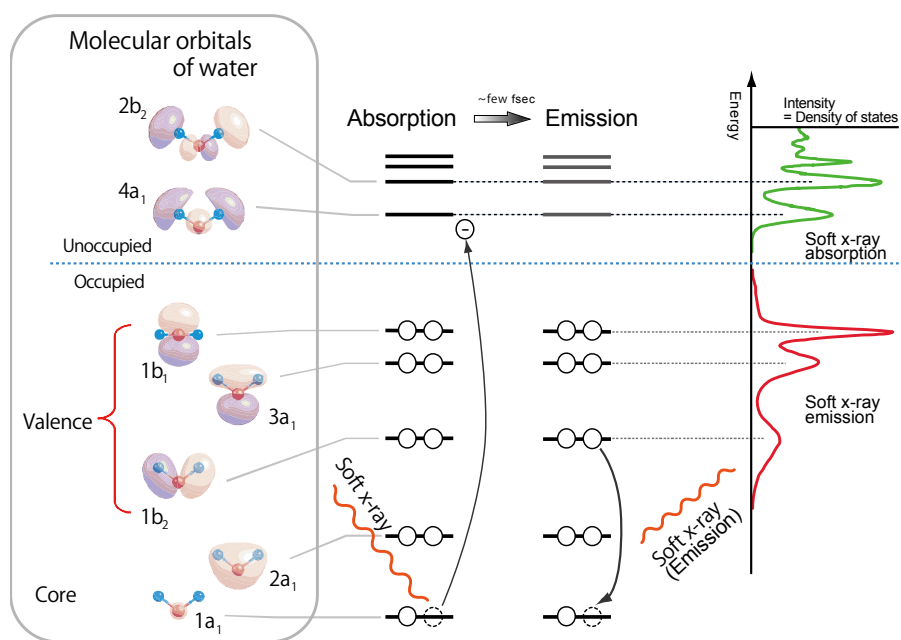 Molecular orbitals
of water
2b2
4a1
Unoccupied
Occupied
1b1
3a1
Valence
1b2
2a1
Core
1a1
Absorption
~few fsec
Emission
−
Soft x-ray
Soft x-ray
(Emission)
Energy
Intensity
= Density of states
Soft x-ray
absorption
Soft x-ray
emission